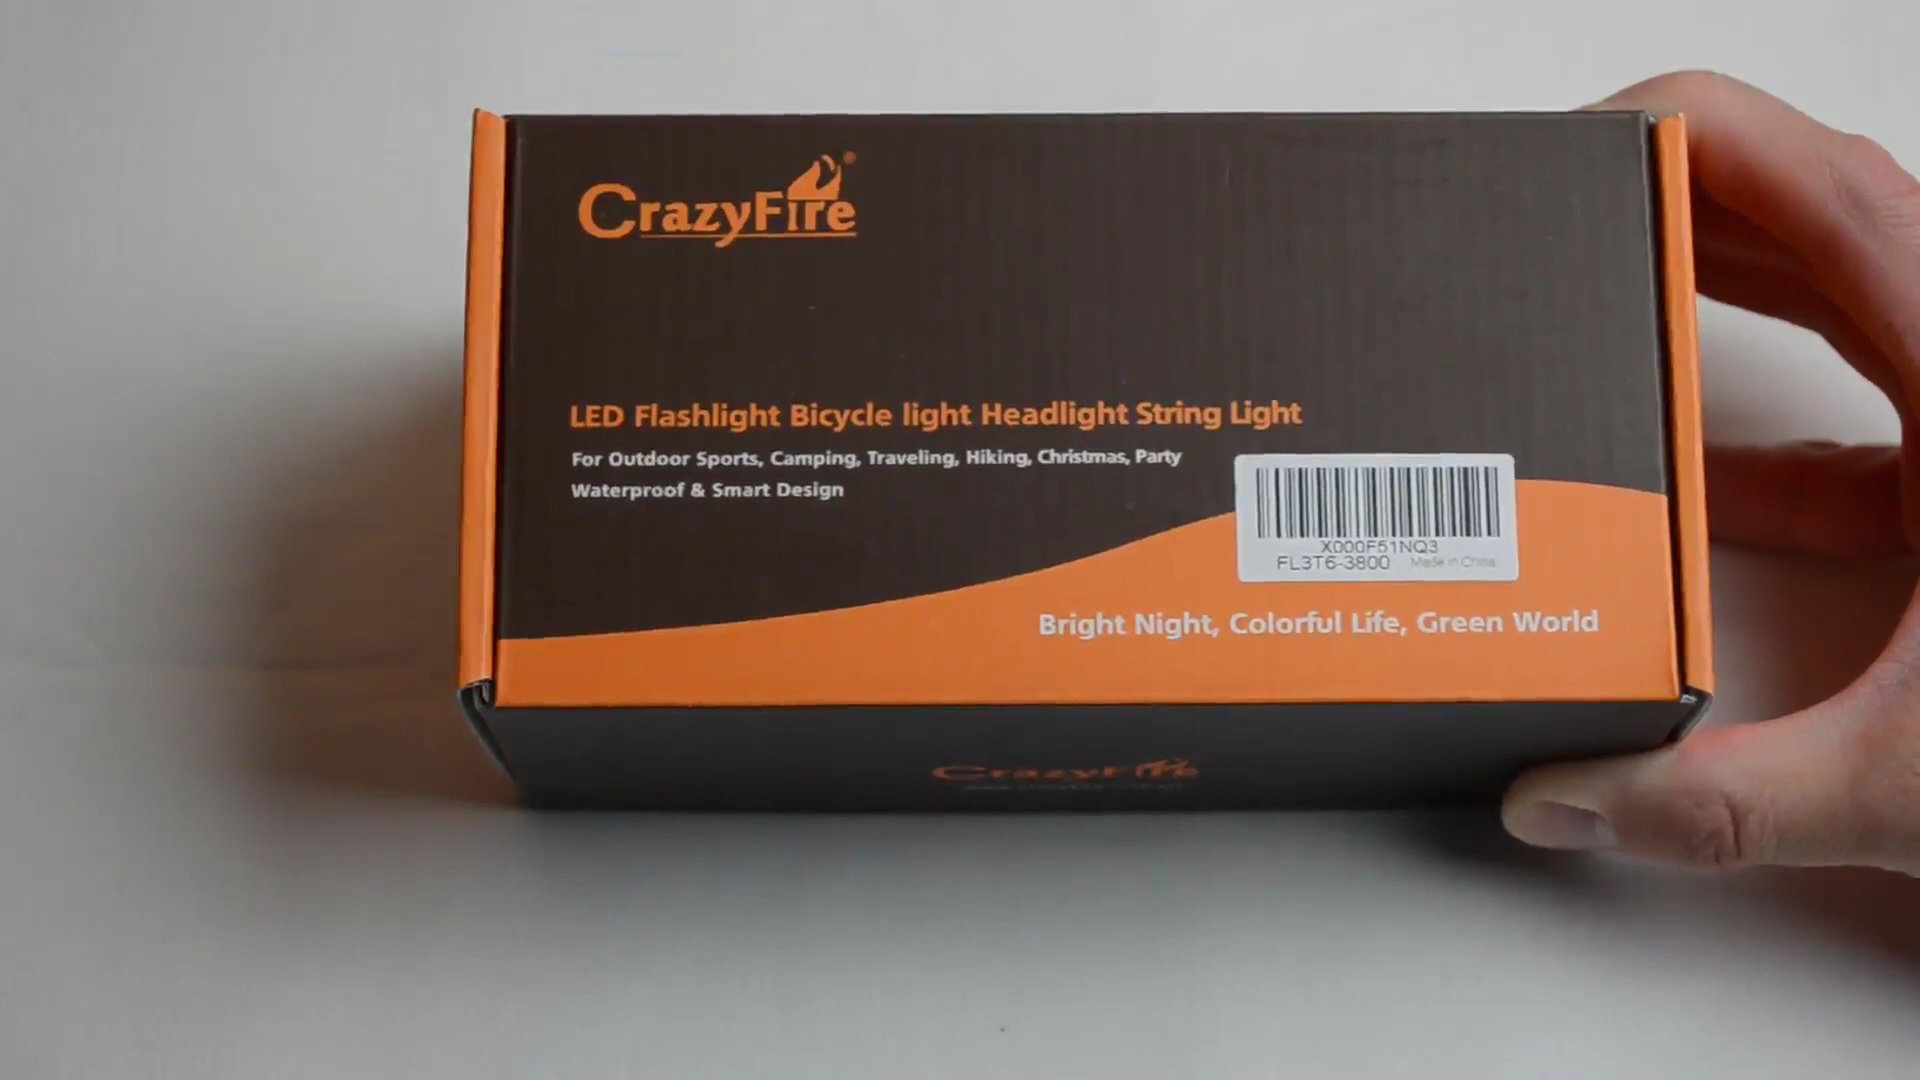 CrazyFire®
LED Flashlight Bicycle light Headlight String Light
For Outdoor Sports, Camping, Traveling, Hiking, Christmas, Party
Waterproof & Smart Design
X000F51NQ3
FL3T6-3800 Made in China
Bright Night, Colorful Life, Green World
CrazyFire